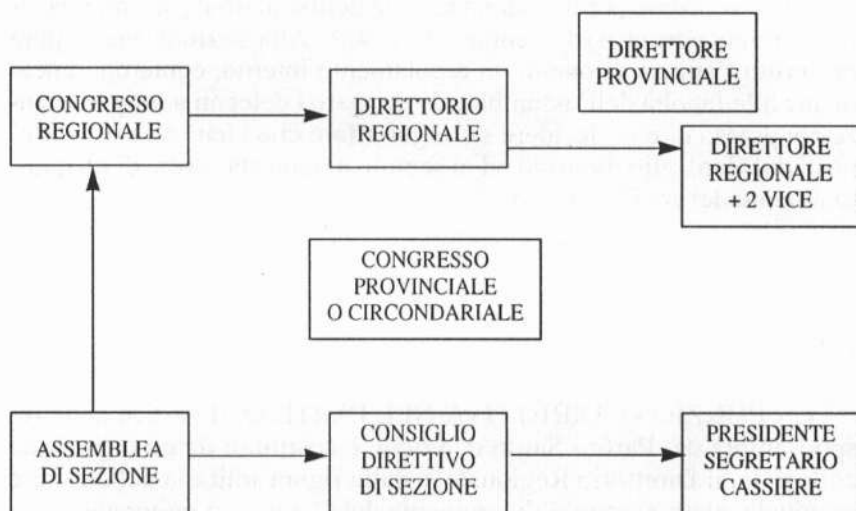 DIRETTORE
PROVINCIALE
CONGRESSO
REGIONALE
DIRETTORIO
REGIONALE
DIRETTORE
REGIONALE
+ 2 VICE
CONGRESSO
PROVINCIALE
O CIRCONDARIALE
ASSEMBLEA
DI SEZIONE
CONSILIO
DIRETTIVO
DI SEZIONE
PRESIDENTE
SEGRETARIO
CASSIERE